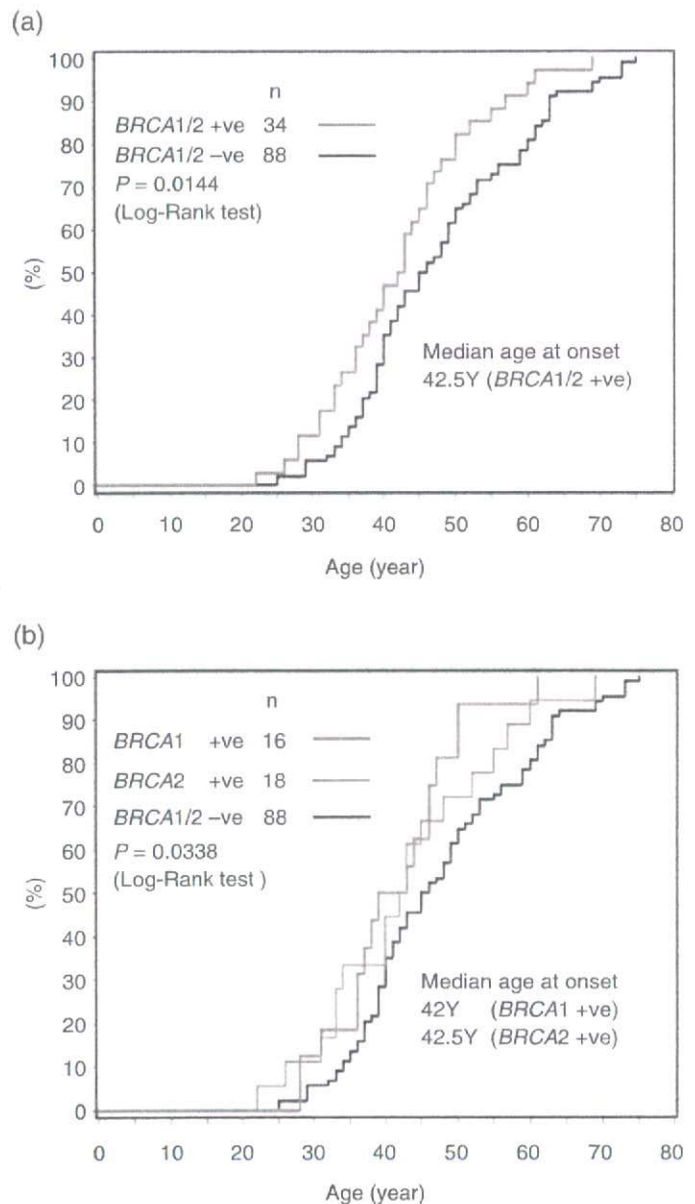 (a)
n
BRCA1/2 +ve 34
BRCA1/2 –ve 88
P = 0.0144
(Log-Rank test)
Median age at onset
42.5Y (BRCA1/2 +ve)
100
90
80
70
60
50
40
30
20
10
0
(%)
0 10 20 30 40 50 60 70 80
Age (year)
(b)
n
BRCA1 +ve 16
BRCA2 +ve 18
BRCA1/2 –ve 88
P = 0.0338
(Log-Rank test )
Median age at onset
42Y (BRCA1 +ve)
42.5Y (BRCA2 +ve)
100
90
80
70
60
50
40
30
20
10
0
(%)
0 10 20 30 40 50 60 70 80
Age (year)